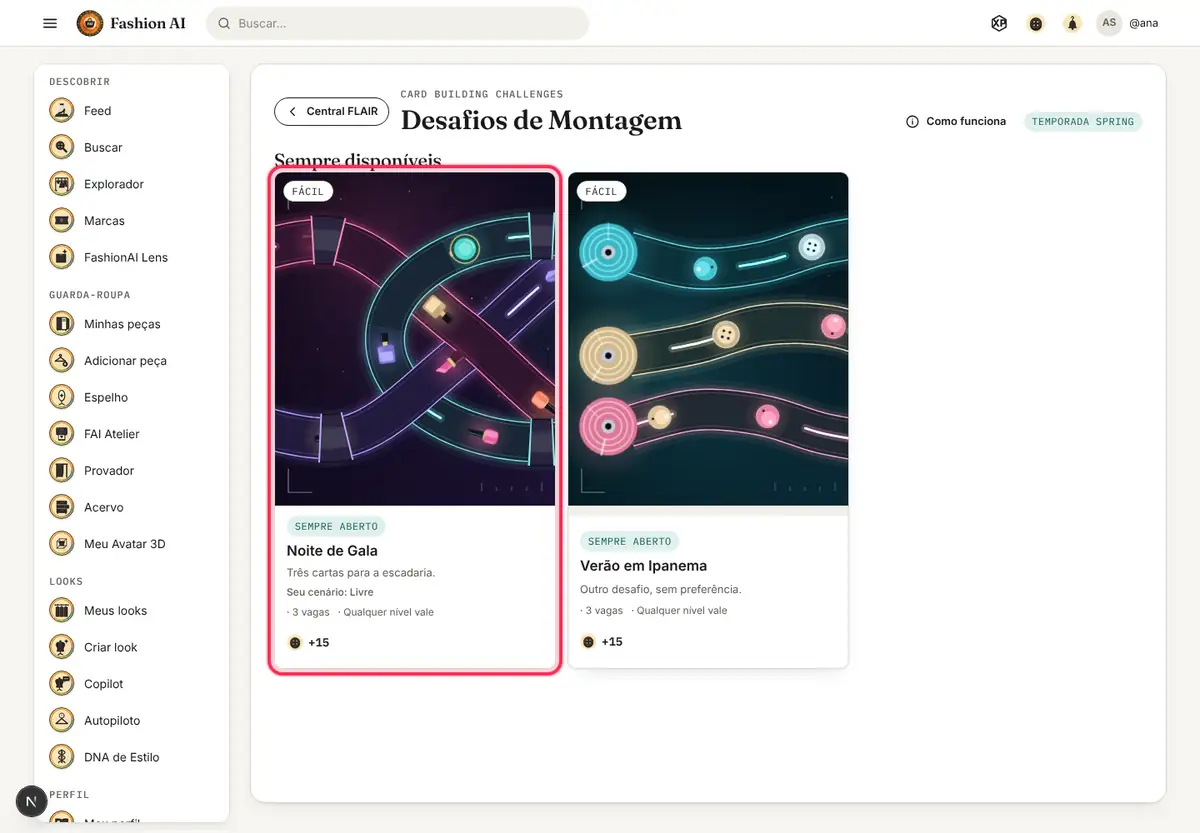 Fashion AI
Buscar...
XP
AS
@ana
DESCOBRIR
Feed
Buscar
Explorador
Marcas
FashionAI Lens
GUARDA-ROUPA
Minhas peças
Adicionar peça
Espelho
FAI Atelier
Provador
Acervo
Meu Avatar 3D
LOOKS
Meus looks
Criar look
Copilot
Autopiloto
DNA de Estilo
PERFIL
Meu perfil
N
Central FLAIR
CARD BUILDING CHALLENGES
Desafios de Montagem
Como funciona
TEMPORADA SPRING
Sempre disponíveis
FÁCIL
SEMPRE ABERTO
Noite de Gala
Três cartas para a escadaria.
Seu cenário: Livre
· 3 vagas · Qualquer nível vale
+15
FÁCIL
SEMPRE ABERTO
Verão em Ipanema
Outro desafio, sem preferência.
· 3 vagas · Qualquer nível vale
+15